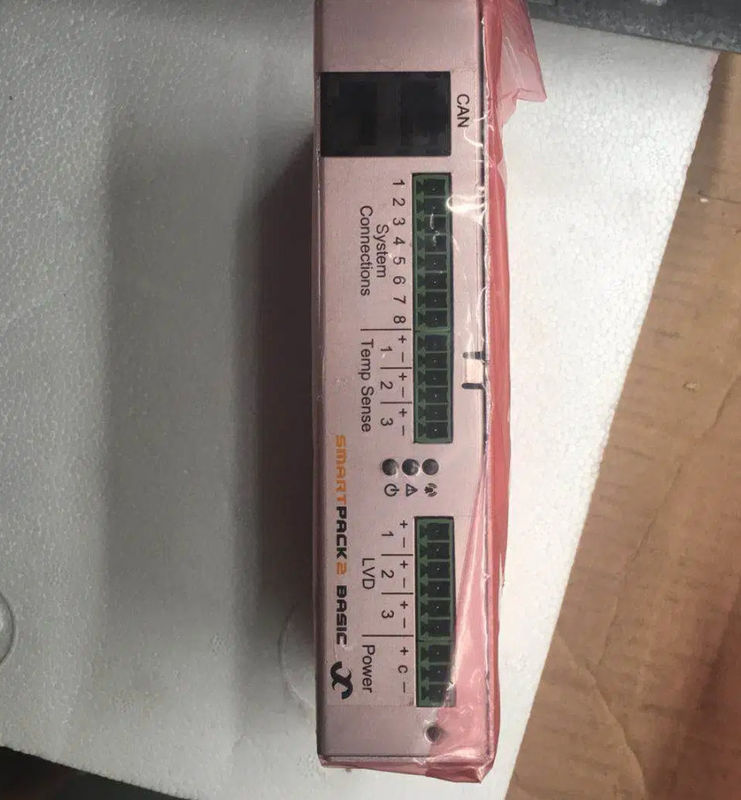 CAN
1 2 3 4 5 6 7 8
System
Connections
+ − + − + −
1 2 3
Temp Sense
SMARTPACK2 BASIC
+ − + − + −
1 2 3
LVD
+ C −
Power